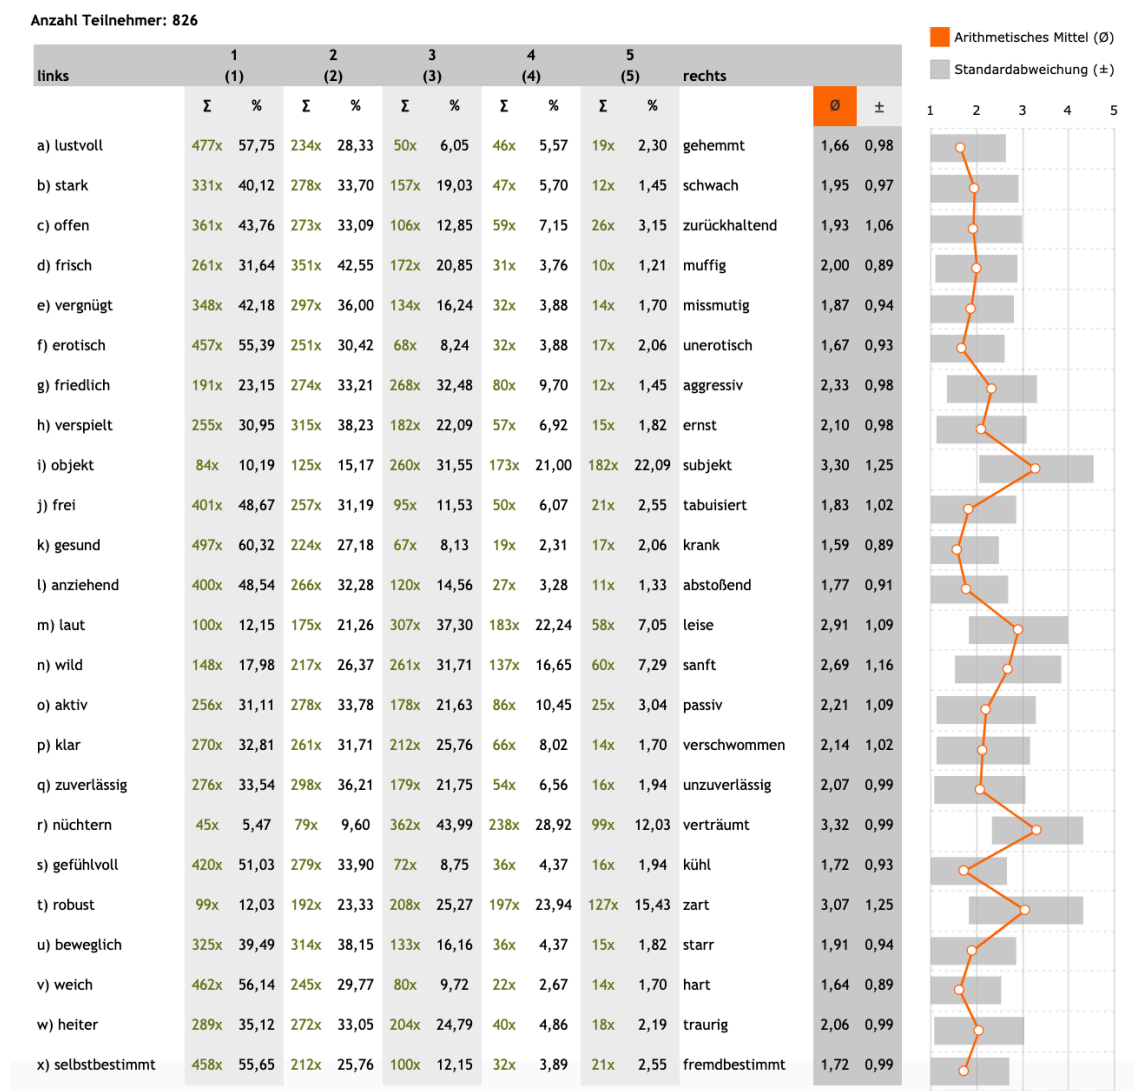 Anzahl Teilnehmer: 826
Arithmetisches Mittel (Ø)
Standardabweichung (±)
1 2 3 4 5
links (1) (2) (3) (4) (5) rechts
Σ % Σ % Σ % Σ % Σ % Ø ± 1 2 3 4 5
a) lustvoll 477x 57,75 234x 28,33 50x 6,05 46x 5,57 19x 2,30 gehemmt 1,66 0,98
b) stark 331x 40,12 278x 33,70 157x 19,03 47x 5,70 12x 1,45 schwach 1,95 0,97
c) offen 361x 43,76 273x 33,09 106x 12,85 59x 7,15 26x 3,15 zurückhaltend 1,93 1,06
d) frisch 261x 31,64 351x 42,55 172x 20,85 31x 3,76 10x 1,21 muffig 2,00 0,89
e) vergnügt 348x 42,18 297x 36,00 134x 16,24 32x 3,88 14x 1,70 missmutig 1,87 0,94
f) erotisch 457x 55,39 251x 30,42 68x 8,24 32x 3,88 17x 2,06 unerotisch 1,67 0,93
g) friedlich 191x 23,15 274x 33,21 268x 32,48 80x 9,70 12x 1,45 aggressiv 2,33 0,98
h) verspielt 255x 30,95 315x 38,23 182x 22,09 57x 6,92 15x 1,82 ernst 2,10 0,98
i) objekt 84x 10,19 125x 15,17 260x 31,55 173x 21,00 182x 22,09 subjekt 3,30 1,25
j) frei 401x 48,67 257x 31,19 95x 11,53 50x 6,07 21x 2,55 tabuisiert 1,83 1,02
k) gesund 497x 60,32 224x 27,18 67x 8,13 19x 2,31 17x 2,06 krank 1,59 0,89
l) anziehend 400x 48,54 266x 32,28 120x 14,56 27x 3,28 11x 1,33 abstoßend 1,77 0,91
m) laut 100x 12,15 175x 21,26 307x 37,30 183x 22,24 58x 7,05 leise 2,91 1,09
n) wild 148x 17,98 217x 26,37 261x 31,71 137x 16,65 60x 7,29 sanft 2,69 1,16
o) aktiv 256x 31,11 278x 33,78 178x 21,63 86x 10,45 25x 3,04 passiv 2,21 1,09
p) klar 270x 32,81 261x 31,71 212x 25,76 66x 8,02 14x 1,70 verschwommen 2,14 1,02
q) zuverlässig 276x 33,54 298x 36,21 179x 21,75 54x 6,56 16x 1,94 unzuverlässig 2,07 0,99
r) nüchtern 45x 5,47 79x 9,60 362x 43,99 238x 28,92 99x 12,03 verträumt 3,32 0,99
s) gefühlvoll 420x 51,03 279x 33,90 72x 8,75 36x 4,37 16x 1,94 kühl 1,72 0,93
t) robust 99x 12,03 192x 23,33 208x 25,27 197x 23,94 127x 15,43 zart 3,07 1,25
u) beweglich 325x 39,49 314x 38,15 133x 16,16 36x 4,37 15x 1,82 starr 1,91 0,94
v) weich 462x 56,14 245x 29,77 80x 9,72 22x 2,67 14x 1,70 hart 1,64 0,89
w) heiter 289x 35,12 272x 33,05 204x 24,79 40x 4,86 18x 2,19 traurig 2,06 0,99
x) selbstbestimmt 458x 55,65 212x 25,76 100x 12,15 32x 3,89 21x 2,55 fremdbestimmt 1,72 0,99